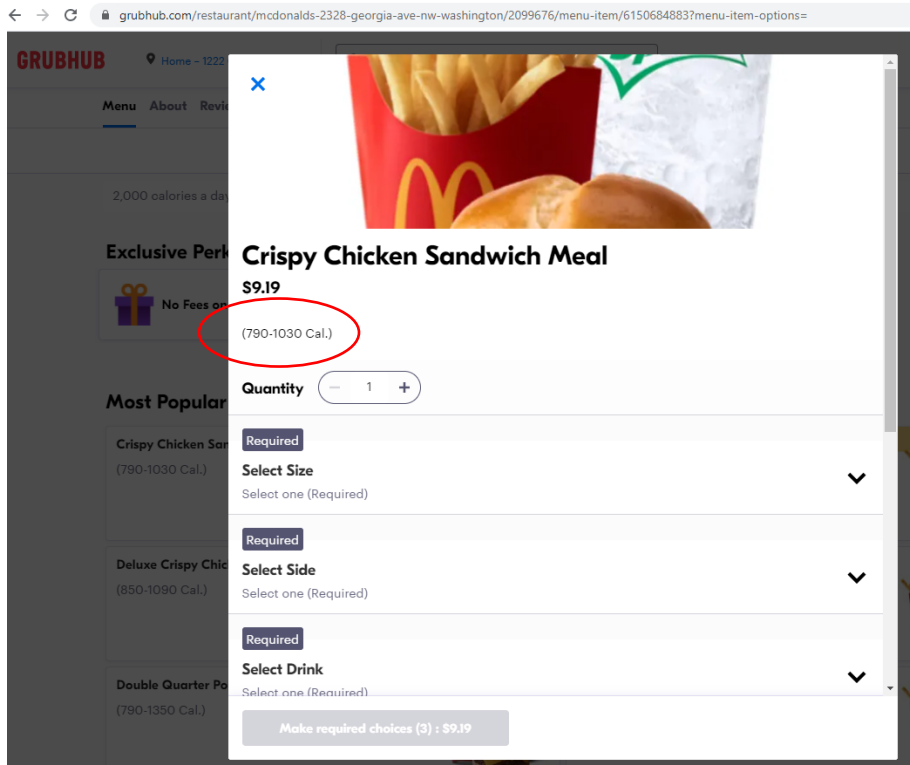 grubhub.com/restaurant/mcdonalds-2328-georgia-ave-nw-washington/2099676/menu-item/6150684883?menu-item-options=
GRUBHUB
Home - 1222
Menu About
2,000 calories a day
Exclusive
No Fees on
Most Popular
Crispy Chicken
(790-1030 Cal.)
Deluxe Crispy
(850-1090 Cal.)
Double Quarter
(790-1350 Cal.)
Crispy Chicken Sandwich Meal
$9.19
(790-1030 Cal.)
Quantity − 1 +
Required
Select Size
Select one (Required)
Required
Select Side
Select one (Required)
Required
Select Drink
Select one (Required)
Make required choices (3) : $9.19